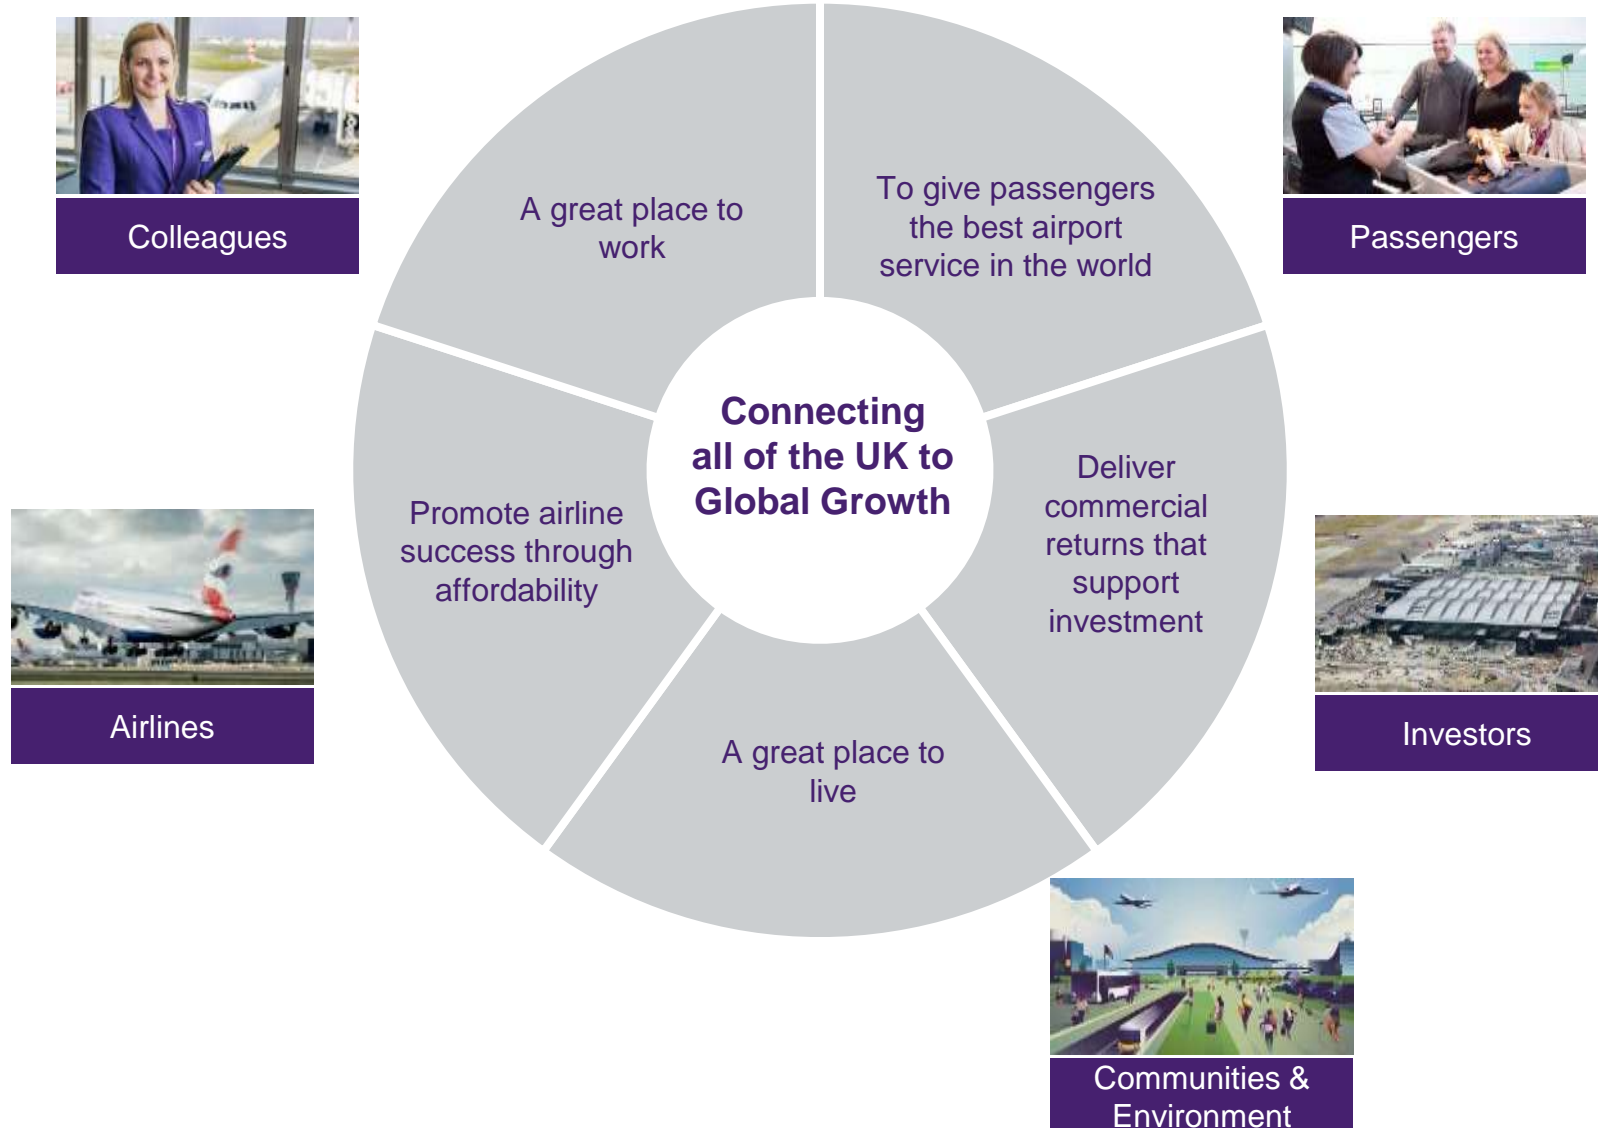 Colleagues
A great place to
work
To give passengers
the best airport
service in the world
Passengers
Connecting
all of the UK to
Global Growth
Promote airline
success through
affordability
Deliver
commercial
returns that
support
investment
Airlines
Investors
A great place to
live
Communities &
Environment